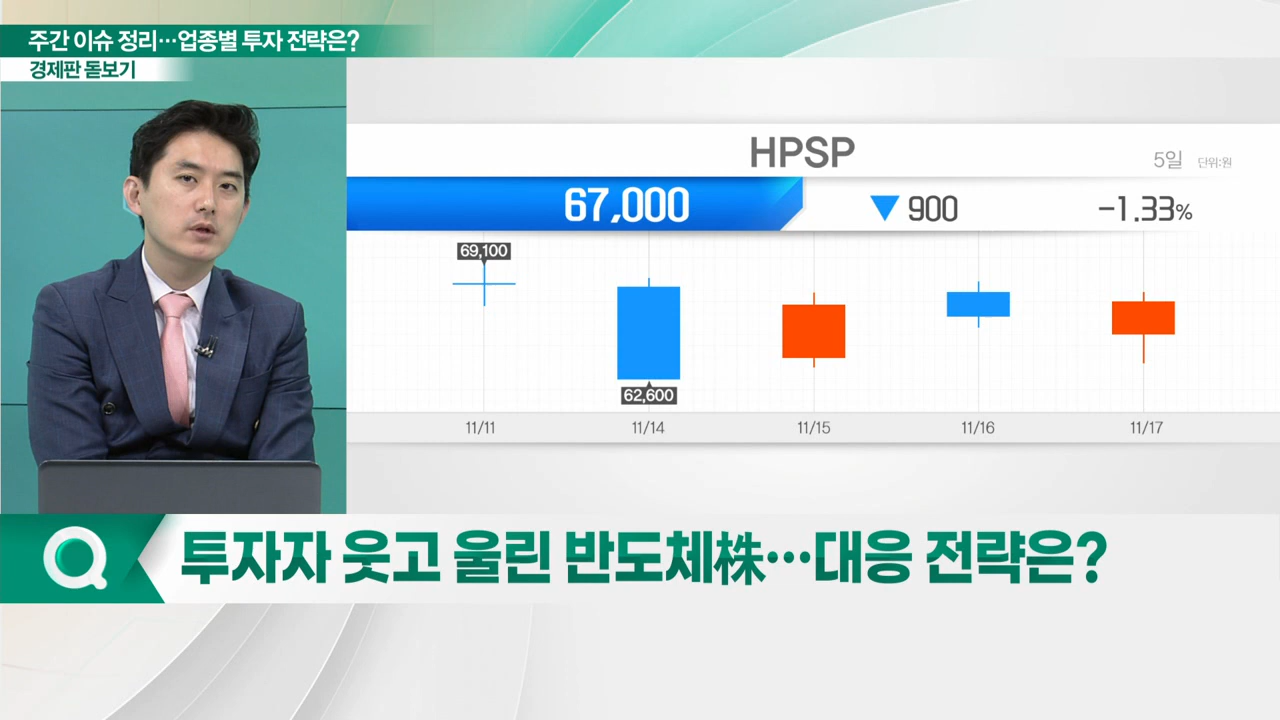 주간 이슈 정리…업종별 투자 전략은?
경제판 돋보기
HPSP
5일 단위:원
67,000 ▼900 -1.33%
69,100
62,600
11/11 11/14 11/15 11/16 11/17
Q 투자자 웃고 울린 반도체株…대응 전략은?